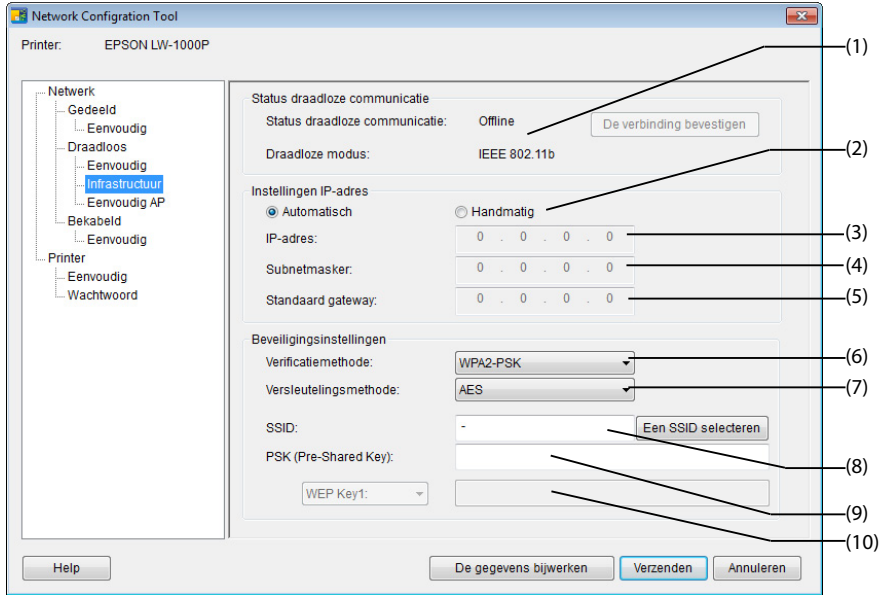 Network Configration Tool
Printer: EPSON LW-1000P
(1)
Netwerk
Gedeeld
Eenvoudig
Draadloos
Eenvoudig
Infrastructuur
Eenvoudig AP
Bekabeld
Eenvoudig
Printer
Eenvoudig
Wachtwoord
Status draadloze communicatie
Status draadloze communicatie: Offline De verbinding bevestigen
Draadloze modus: IEEE 802.11b
(2)
Instellingen IP-adres
Automatisch Handmatig
IP-adres: 0 . 0 . 0 . 0 (3)
Subnetmasker: 0 . 0 . 0 . 0 (4)
Standaard gateway: 0 . 0 . 0 . 0 (5)
Beveiligingsinstellingen
Verificatiemethode: WPA2-PSK (6)
Versleutelingsmethode: AES (7)
SSID: - Een SSID selecteren
(8)
PSK (Pre-Shared Key):
(9)
WEP Key1:
(10)
Help De gegevens bijwerken Verzenden Annuleren